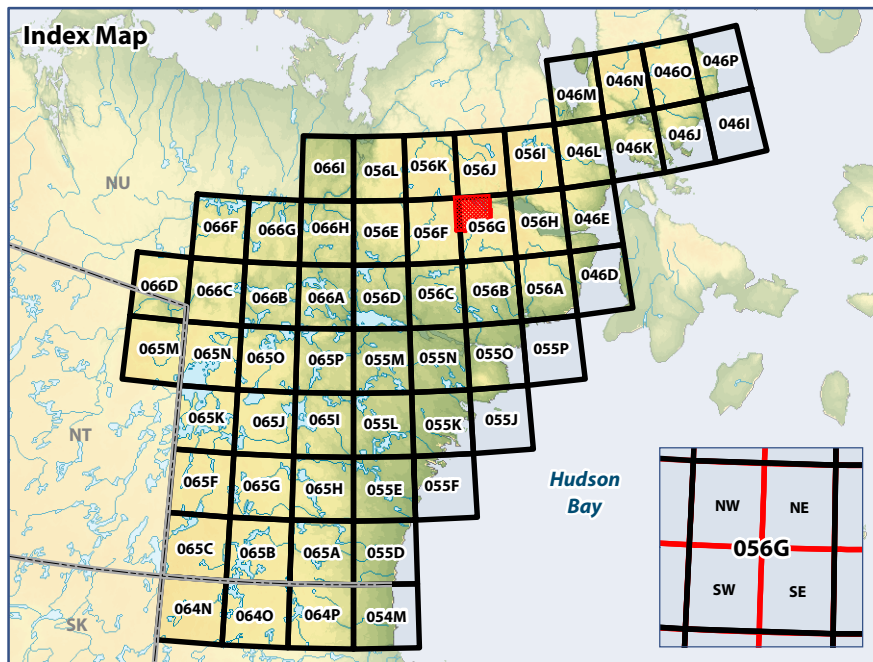 Index Map
046M 046N 046O 046P
066I 056L 056K 056J 056I 046L 046K 046J 046I
NU
066F 066G 066H 056E 056F 056G 056H 046E
066D 066C 066B 066A 056D 056C 056B 056A 046D
065M 065N 065O 065P 055M 055N 055O 055P
065K 065J 065I 055L 055K 055J
NT
065F 065G 065H 055E 055F
Hudson
Bay
065C 065B 065A 055D
064N 064O 064P 054M
SK
NW NE
056G
SW SE